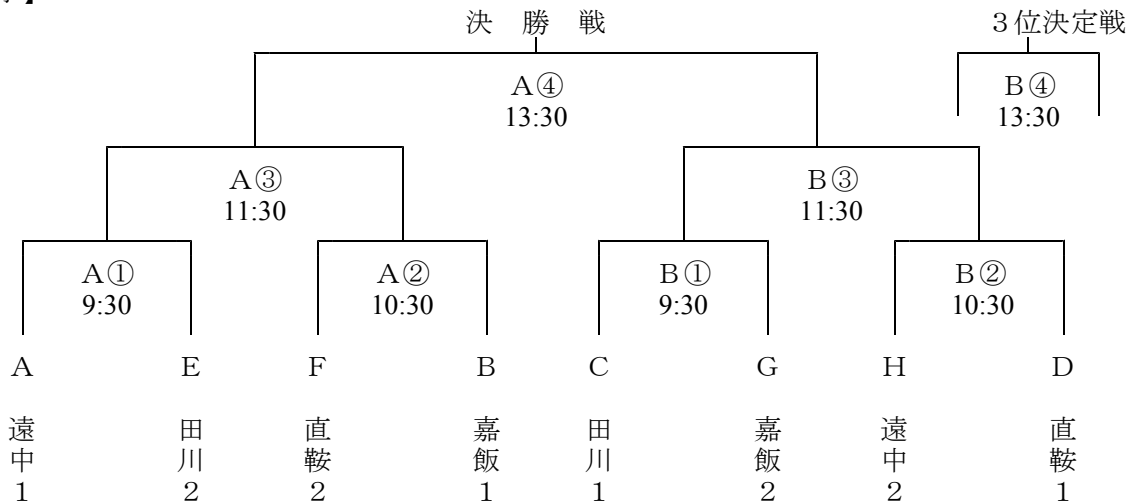 】
決 勝 戦 3位決定戦
A④ B④
13:30 13:30
A③ B③
11:30 11:30
A① A② B① B②
9:30 10:30 9:30 10:30
A E F B C G H D
遠中1 田川2 直鞍2 嘉飯1 田川1 嘉飯2 遠中2 直鞍1